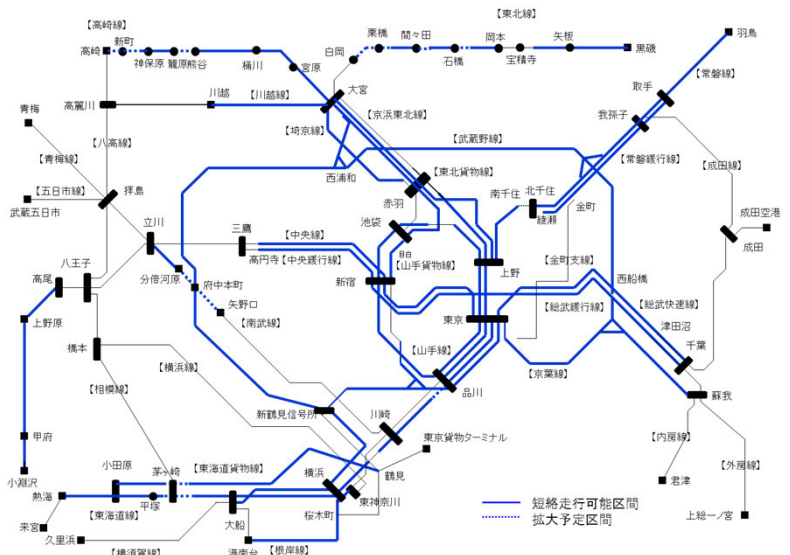 【高崎線】
【東北線】
新町
栗橋
間々田
岡本
矢板
羽鳥
高崎
白岡
黒磯
神保原
籠原
熊谷
桶川
宮原
石橋
宝積寺
【常磐線】
大宮
取手
川越
【川越線】
高麗川
青梅
【京浜東北線】
我孫子
【埼京線】
【武蔵野線】
【八高線】
【常磐緩行線】
【青梅線】
【成田線】
西浦和
【東北貨物線】
【五日市線】
拝島
南千住
北千住
赤羽
武蔵五日市
金町
成田空港
立川
三鷹
池袋
綾瀬
【中央線】
成田
目白
八王子
高円寺
【中央緩行線】
【山手貨物線】
上野
【金町支線】
高尾
分倍河原
新宿
西船橋
府中本町
【総武快速線】
上野原
矢野口
東京
【総武緩行線】
津田沼
【南武線】
千葉
橋本
【山手線】
【横浜線】
【京葉線】
【相模線】
品川
蘇我
新鶴見信号所
川崎
甲府
東京貨物ターミナル
【内房線】
【外房線】
小淵沢
小田原
茅ヶ崎
【東海道貨物線】
横浜
鶴見
熱海
君津
平塚
東神奈川
短絡走行可能区間
【東海道線】
桜木町
拡大予定区間
来宮
大船
上総一ノ宮
久里浜
港南台
【横須賀線】
【根岸線】